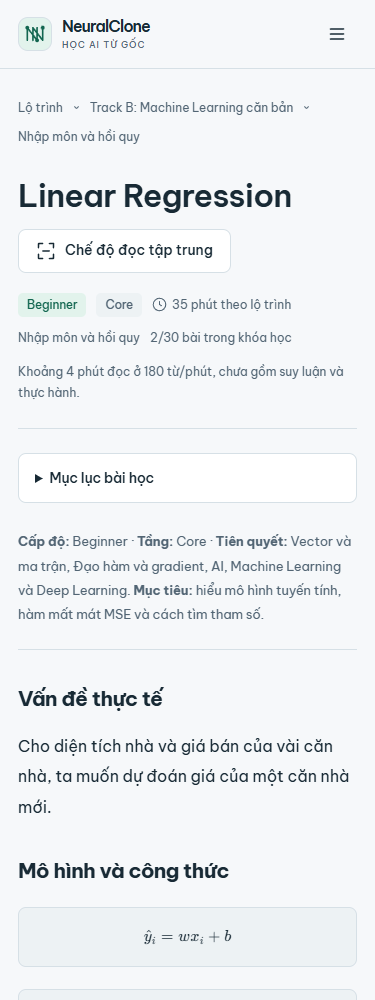 NeuralClone
HỌC AI TỪ GỐC
Lộ trình
Track B: Machine Learning căn bản
Nhập môn và hồi quy
Linear Regression
Chế độ đọc tập trung
Beginner Core 35 phút theo lộ trình
Nhập môn và hồi quy 2/30 bài trong khóa học
Khoảng 4 phút đọc ở 180 từ/phút, chưa gồm suy luận và
thực hành.
Mục lục bài học
Cấp độ: Beginner · Tầng: Core · Tiên quyết: Vector và
ma trận, Đạo hàm và gradient, AI, Machine Learning
và Deep Learning. Mục tiêu: hiểu mô hình tuyến tính,
hàm mất mát MSE và cách tìm tham số.
Vấn đề thực tế
Cho diện tích nhà và giá bán của vài căn
nhà, ta muốn dự đoán giá của một căn nhà
mới.
Mô hình và công thức
ŷᵢ = wxᵢ + b